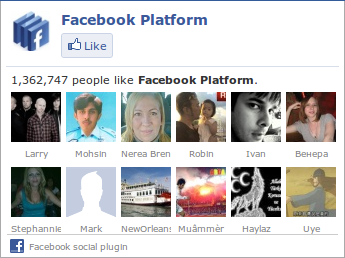 Facebook Platform
Like
1,362,747 people like Facebook Platform.
Larry Mohsin Nerea Bren Robin Ivan Венера
Stephannie Mark NewOrleans Muâmmèr Haylaz Uye
Facebook social plugin